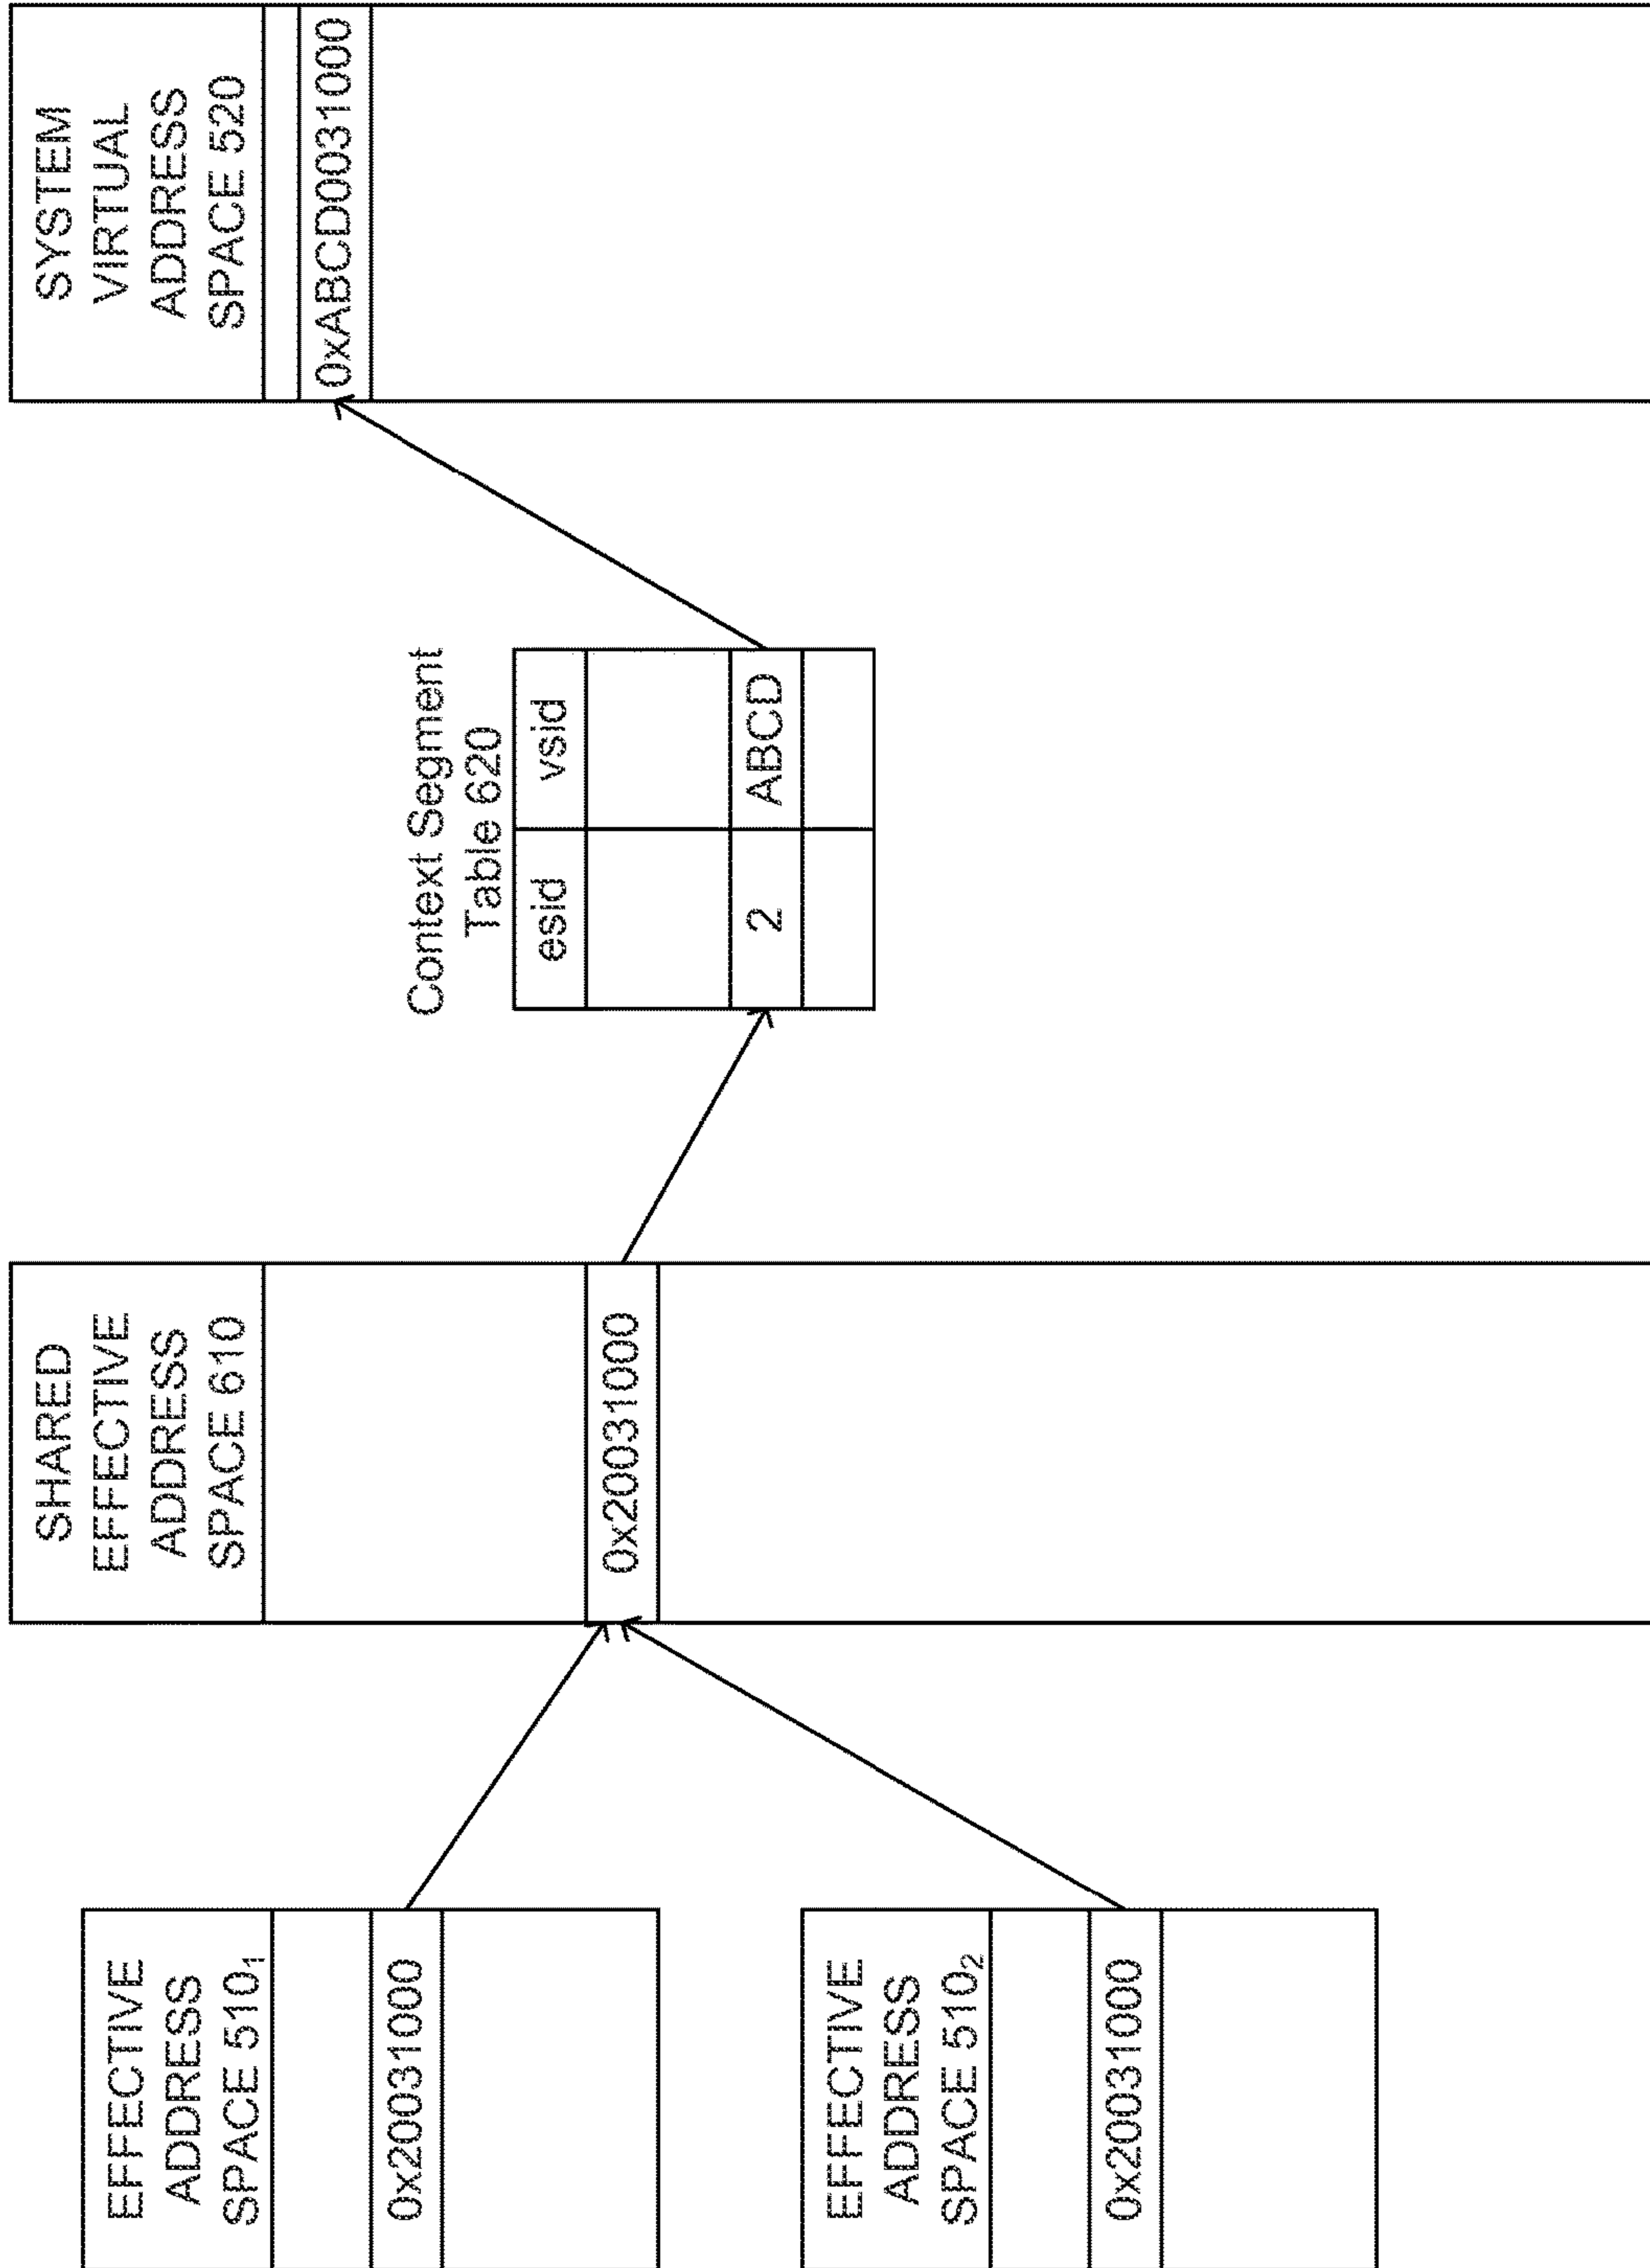 EFFECTIVE
ADDRESS
SPACE 510₁
0x20031000
EFFECTIVE
ADDRESS
SPACE 510₂
0x20031000
SHARED
EFFECTIVE
ADDRESS
SPACE 610
0x20031000
Context Segment
Table 620
esid vsid
2 ABCD
SYSTEM
VIRTUAL
ADDRESS
SPACE 520
0xABCD0031000